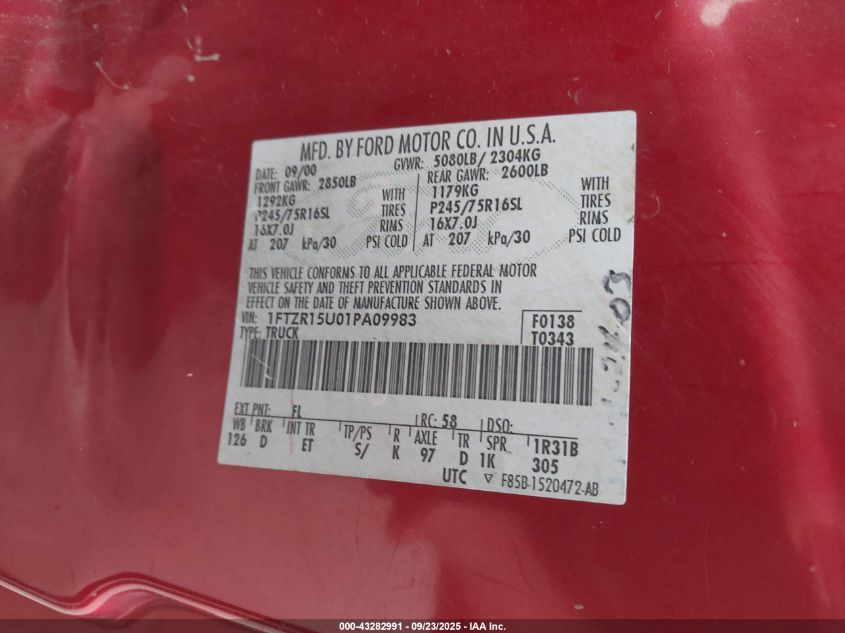 MFD. BY FORD MOTOR CO. IN U.S.A.
DATE: 09/00 GVWR: 5080LB/ 2304KG
FRONT GAWR: 2850LB REAR GAWR: 2600LB
1292KG WITH 1179KG WITH
P245/75R16SL TIRES P245/75R16SL TIRES
16X7.0J RIMS 16X7.0J RIMS
AT 207 kPa/30 PSI COLD AT 207 kPa/30 PSI COLD
THIS VEHICLE CONFORMS TO ALL APPLICABLE FEDERAL MOTOR
VEHICLE SAFETY AND THEFT PREVENTION STANDARDS IN
EFFECT ON THE DATE OF MANUFACTURE SHOWN ABOVE.
VIN: 1FTZR15U01PA09983 F0138
TYPE: TRUCK T0343
EXT PNT: FL RC: 58 DSO:
WB BRK INT TR TP/PS R AXLE TR SPR 1R31B
126 D ET S/ K 97 D 1K 305
UTC ▽ F85B-1520472-AB
000-43282991 - 09/23/2025 - IAA Inc.